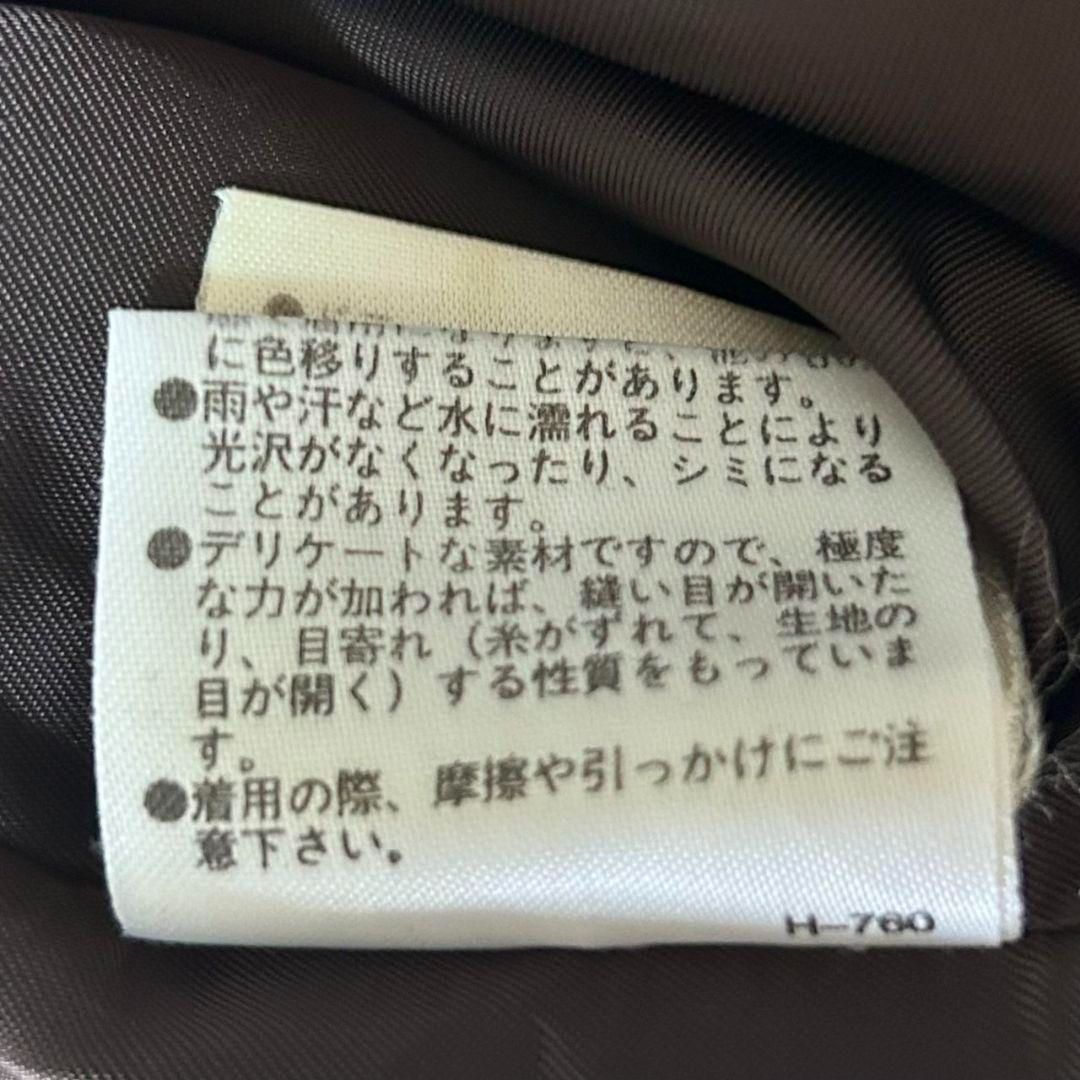 に色移りすることがあります。
●雨や汗など水に濡れることにより
光沢がなくなったり、シミになる
ことがあります。
●デリケートな素材ですので、極度
な力が加われば、縫い目が開いた
り、目寄れ（糸がずれて、生地の
目が開く）する性質をもっていま
す。
●着用の際、摩擦や引っかけにご注
意下さい。
H-760